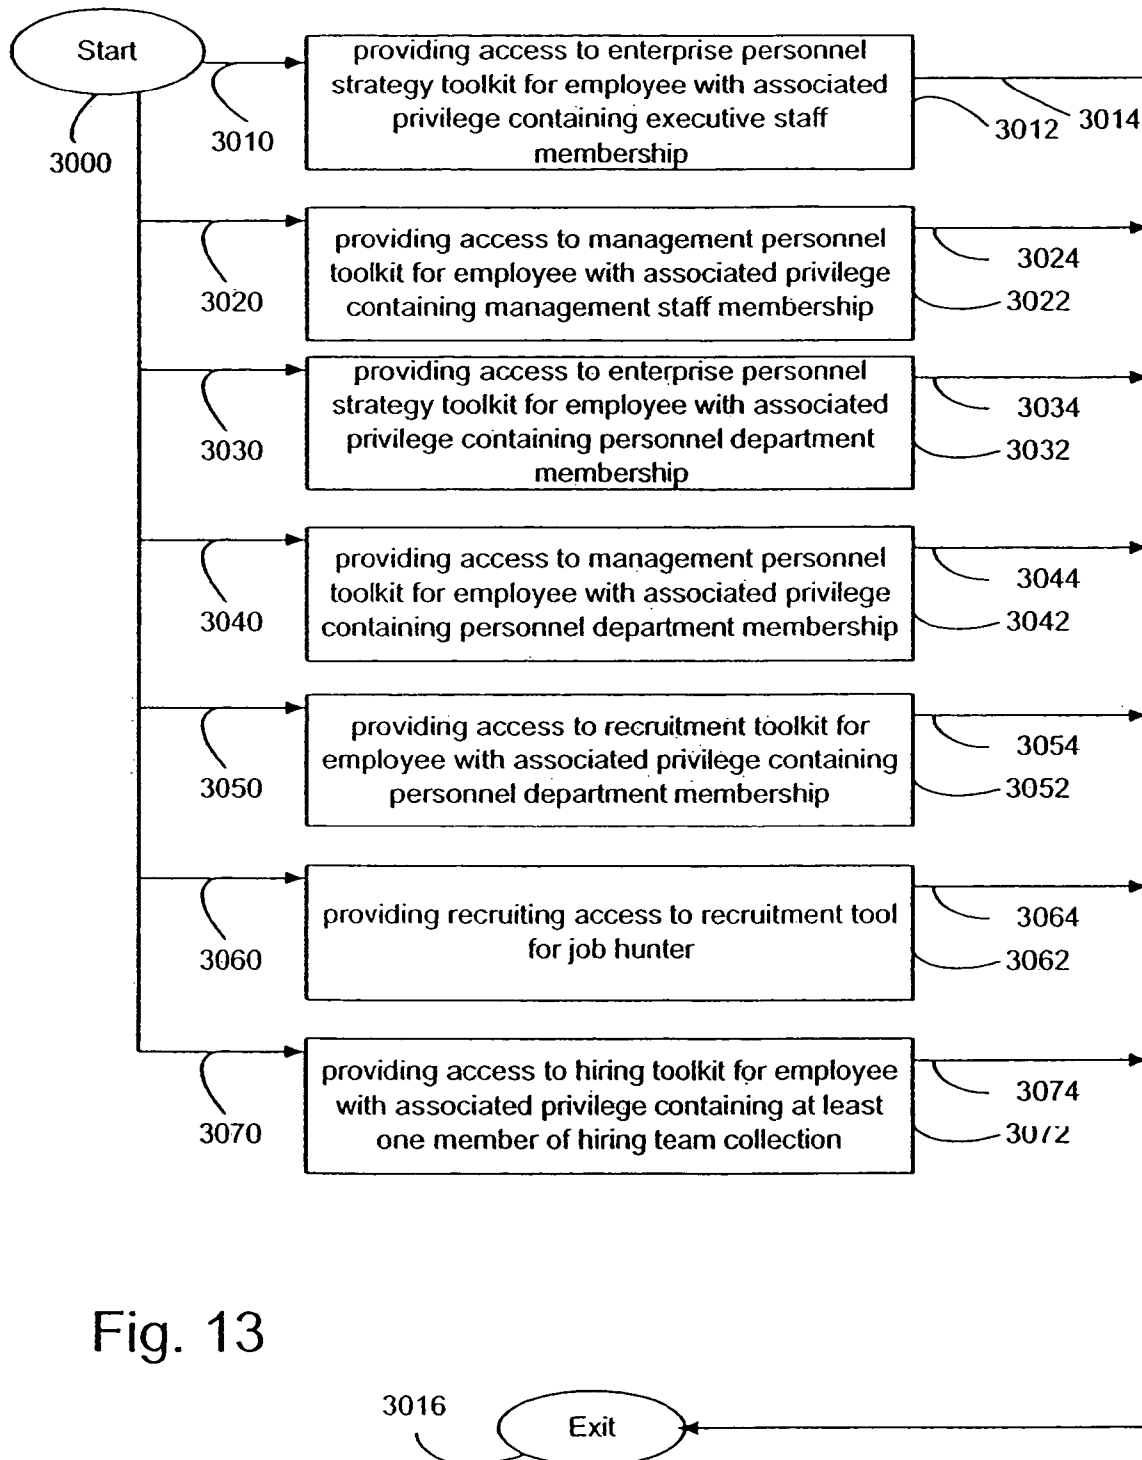 Start
3000
3010
providing access to enterprise personnel
strategy toolkit for employee with associated
privilege containing executive staff
membership
3012
3014
3020
providing access to management personnel
toolkit for employee with associated privilege
containing management staff membership
3024
3022
3030
providing access to enterprise personnel
strategy toolkit for employee with associated
privilege containing personnel department
membership
3034
3032
3040
providing access to management personnel
toolkit for employee with associated privilege
containing personnel department membership
3044
3042
3050
providing access to recruitment toolkit for
employee with associated privilege containing
personnel department membership
3054
3052
3060
providing recruiting access to recruitment tool
for job hunter
3064
3062
3070
providing access to hiring toolkit for employee
with associated privilege containing at least
one member of hiring team collection
3074
3072
Fig. 13
3016
Exit